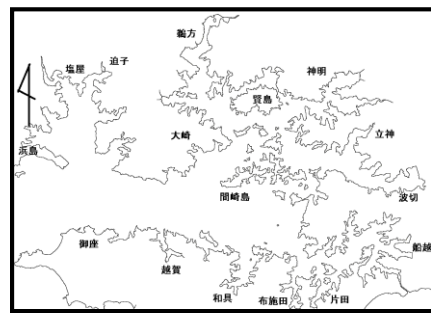 鵜方
迫子
塩屋
神明
賢島
大崎
立神
浜島
間崎島
波切
御座
船越
越賀
和具
布施田
片田